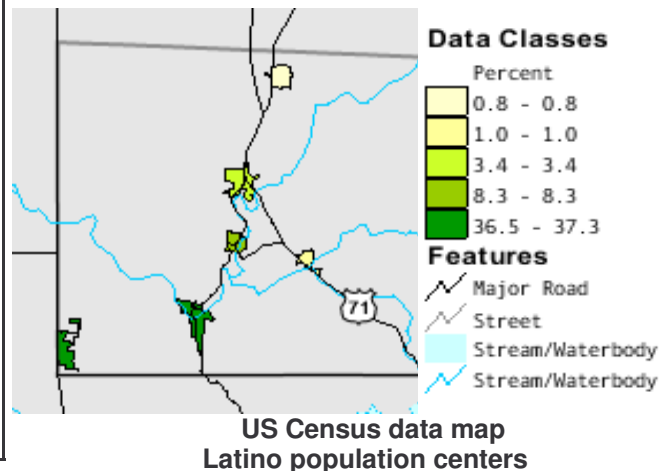 Data Classes
Percent
0.8 - 0.8
1.0 - 1.0
3.4 - 3.4
8.3 - 8.3
36.5 - 37.3
Features
Major Road
Street
Stream/Waterbody
Stream/Waterbody
71
US Census data map
Latino population centers